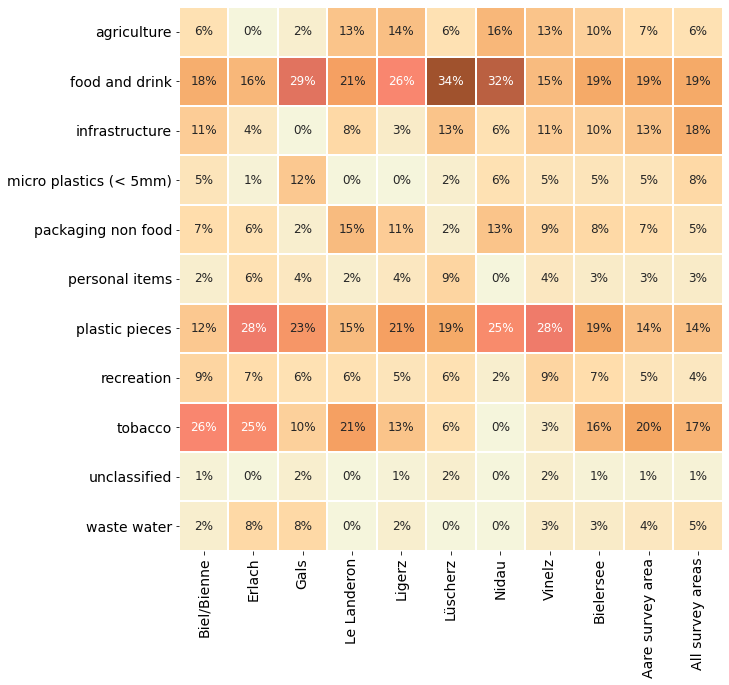 agriculture 6% 0% 2% 13% 14% 6% 16% 13% 10% 7% 6%
food and drink 18% 16% 29% 21% 26% 34% 32% 15% 19% 19% 19%
infrastructure 11% 4% 0% 8% 3% 13% 6% 11% 10% 13% 18%
micro plastics (< 5mm) 5% 1% 12% 0% 0% 2% 6% 5% 5% 5% 8%
packaging non food 7% 6% 2% 15% 11% 2% 13% 9% 8% 7% 5%
personal items 2% 6% 4% 2% 4% 9% 0% 4% 3% 3% 3%
plastic pieces 12% 28% 23% 15% 21% 19% 25% 28% 19% 14% 14%
recreation 9% 7% 6% 6% 5% 6% 2% 9% 7% 5% 4%
tobacco 26% 25% 10% 21% 13% 6% 0% 3% 16% 20% 17%
unclassified 1% 0% 2% 0% 1% 2% 0% 2% 1% 1% 1%
waste water 2% 8% 8% 0% 2% 0% 0% 3% 3% 4% 5%
Biel/Bienne
Erlach
Gals
Le Landeron
Ligerz
Lüscherz
Nidau
Vinelz
Bielersee
Aare survey area
All survey areas